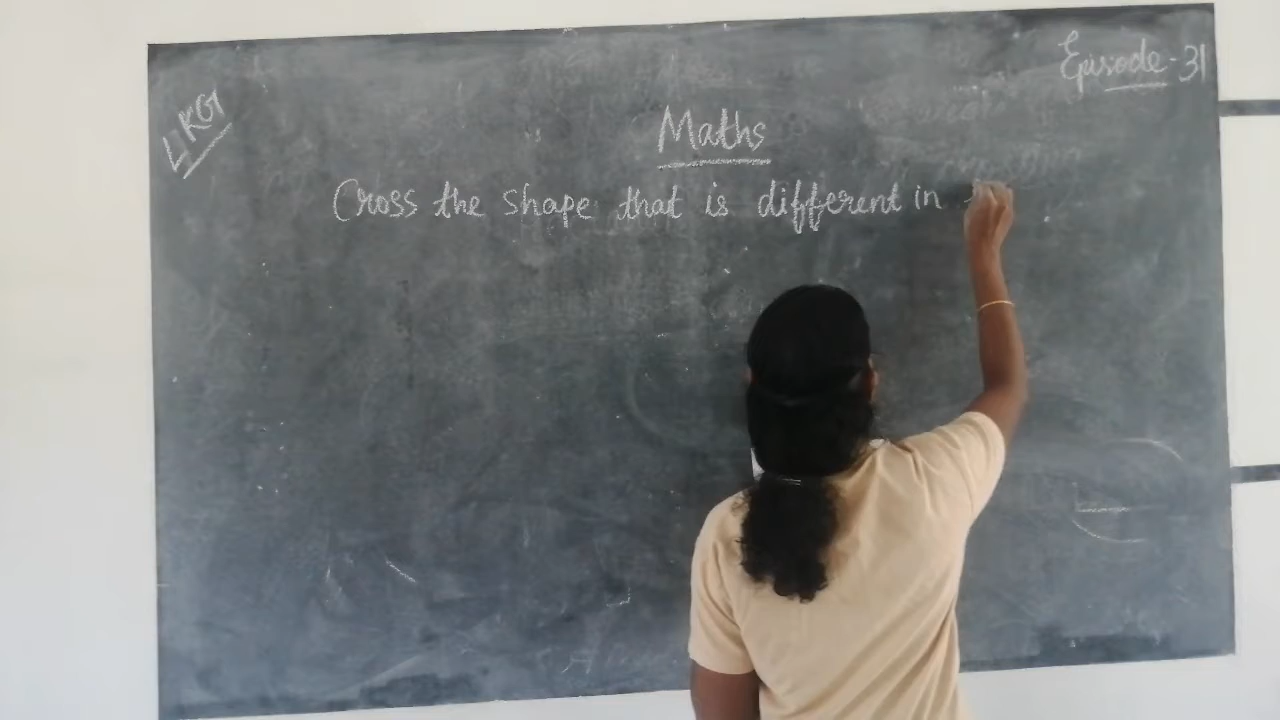 LKG
Episode-31
Maths
Cross the shape that is different in